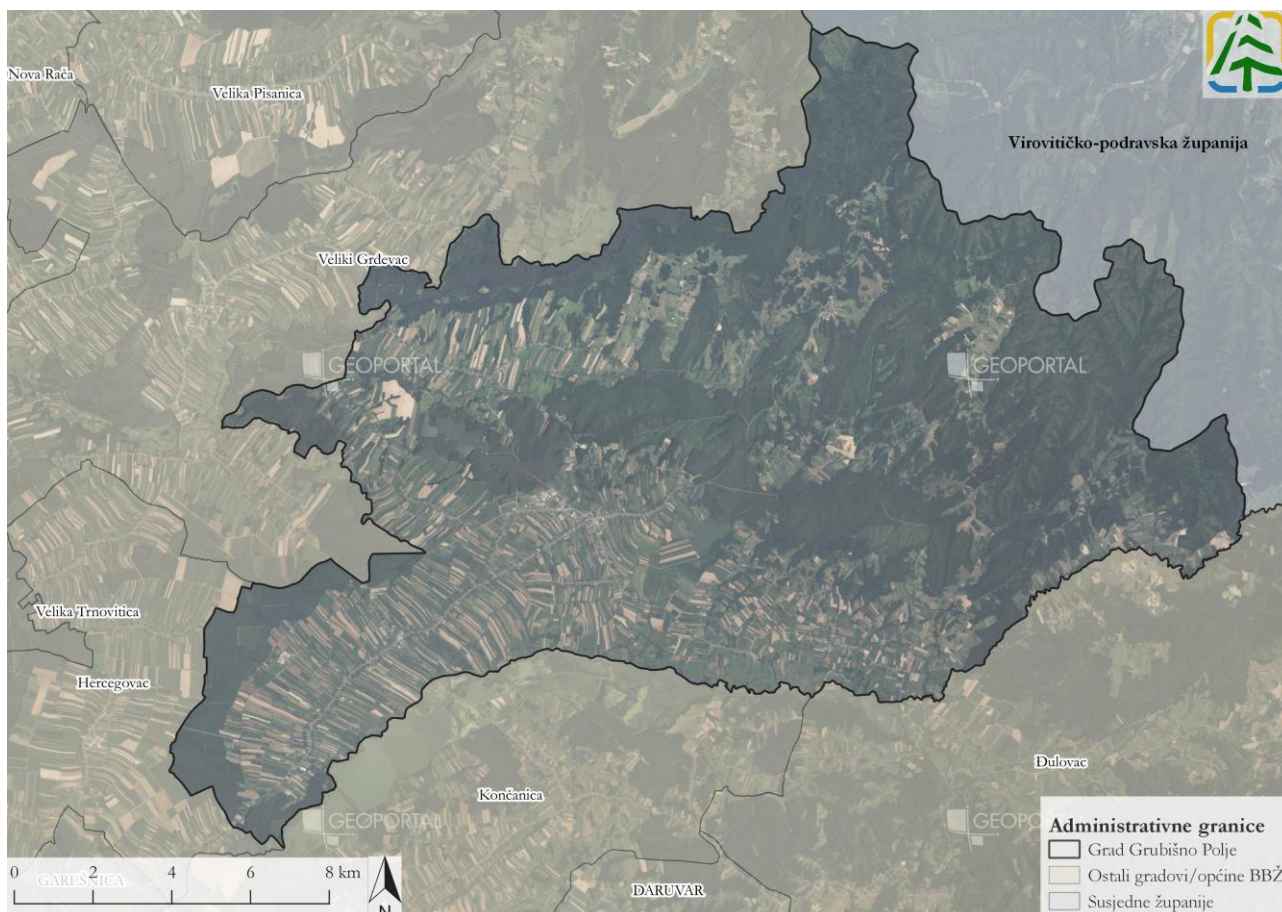 Nova Rača
Velika Pisanica
Virovitičko-podravska županija
Veliki Grđevac
GEOPORTAL
GEOPORTAL
Velika Trnovitica
Hercegovac
Đulovac
Končanica
GEOPORTAL
GEOPO
Administrativne granice
Grad Grubišno Polje
Ostali gradovi/općine BBŽ
Susjedne županije
0 2 4 6 8 km
GAREŠNICA
DARUVAR
N